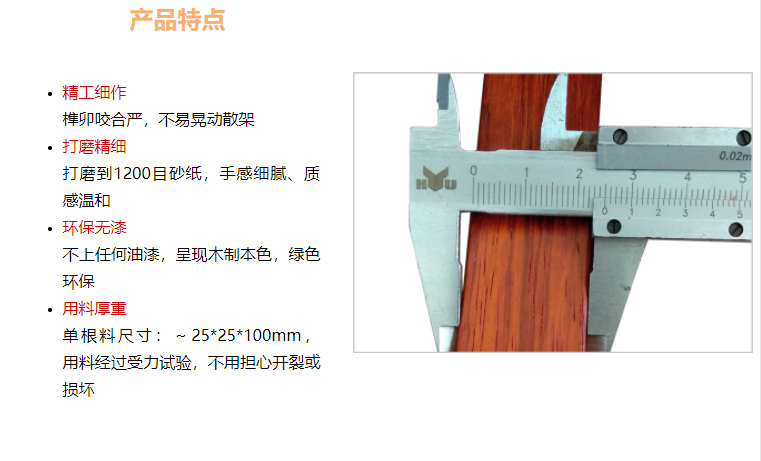 产品特点
精工细作
榫卯咬合严，不易晃动散架
打磨精细
打磨到1200目砂纸，手感细腻、质
感温和
环保无漆
不上任何油漆，呈现木制本色，绿色
环保
用料厚重
单根料尺寸：~25*25*100mm，
用料经过受力试验，不用担心开裂或
损坏
0.02m
0 1 2 3 4 5
0 1 2 3 4 5